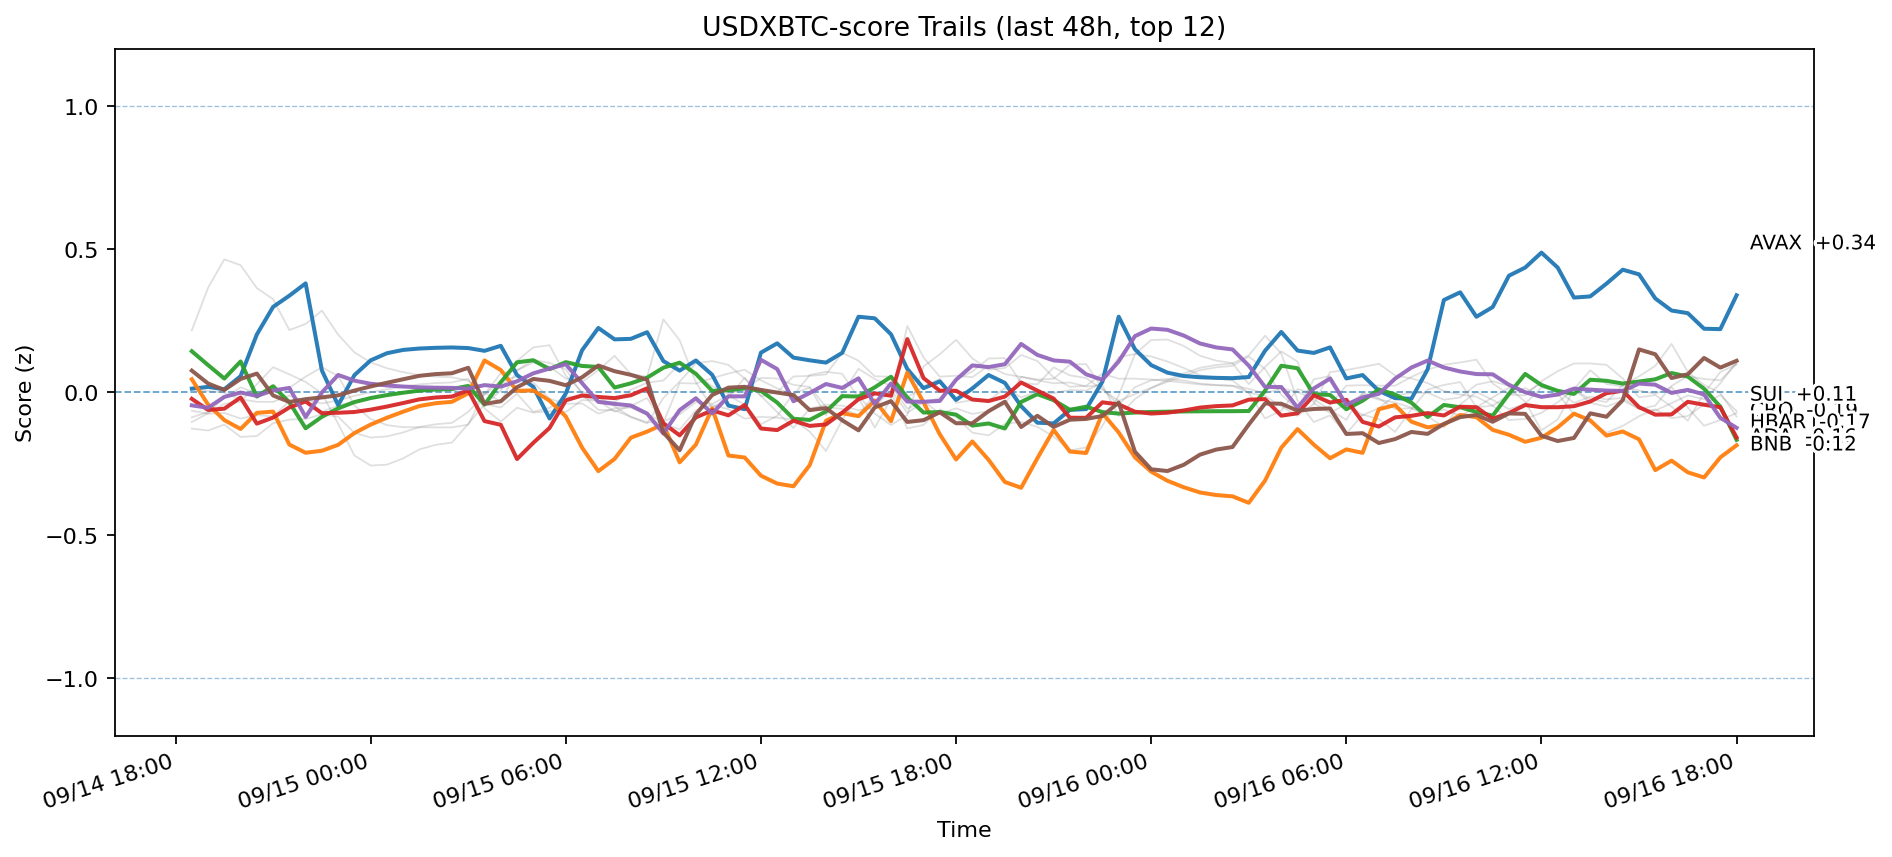 USDXBTC-score Trails (last 48h, top 12)
Score (z)
1.0
0.5
0.0
−0.5
−1.0
AVAX +0.34
SUI +0.11
HBAR -0.17
BNB -0.12
09/14 18:00
09/15 00:00
09/15 06:00
09/15 12:00
09/15 18:00
09/16 00:00
09/16 06:00
09/16 12:00
09/16 18:00
Time